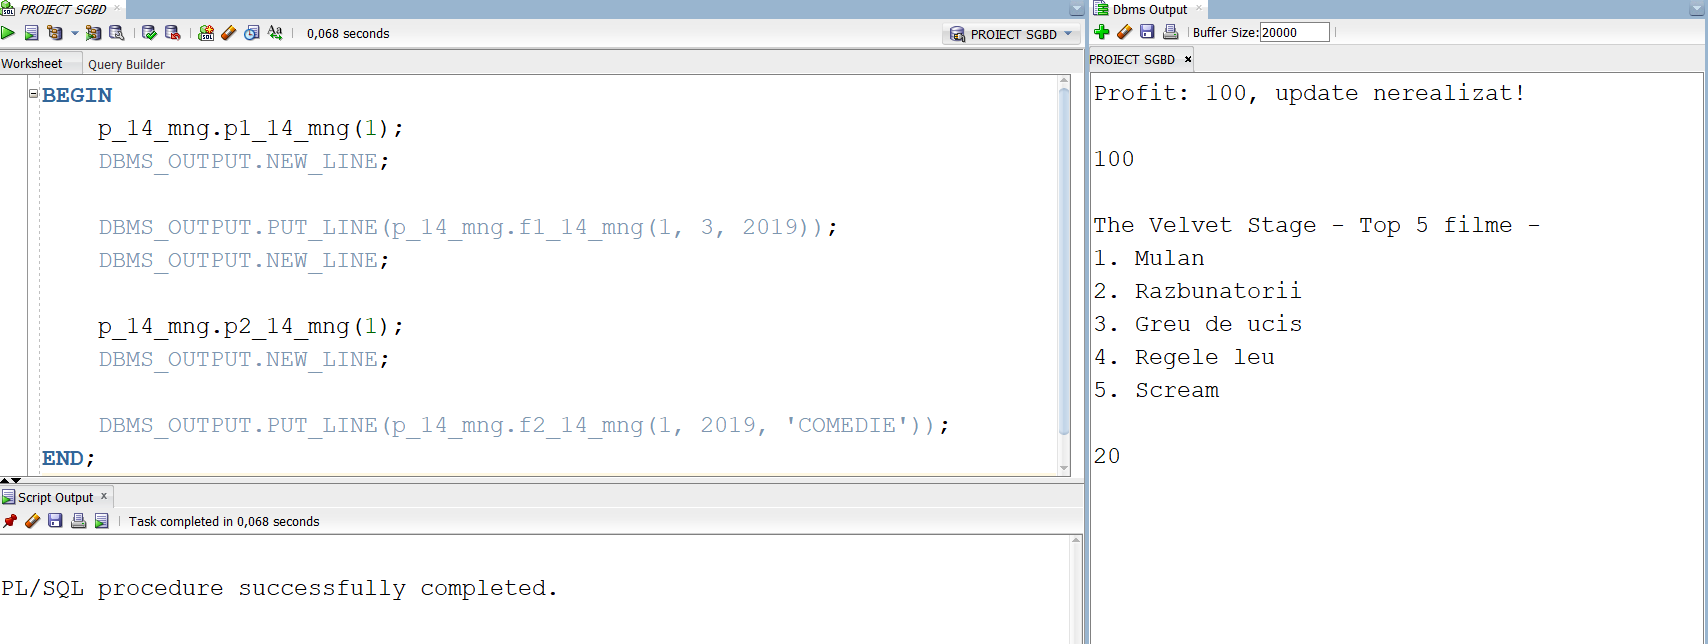 PROIECT SGBD
0,068 seconds
PROIECT SGBD
Worksheet
Query Builder
BEGIN
p_14_mng.p1_14_mng(1);
DBMS_OUTPUT.NEW_LINE;
DBMS_OUTPUT.PUT_LINE(p_14_mng.f1_14_mng(1, 3, 2019));
DBMS_OUTPUT.NEW_LINE;
p_14_mng.p2_14_mng(1);
DBMS_OUTPUT.NEW_LINE;
DBMS_OUTPUT.PUT_LINE(p_14_mng.f2_14_mng(1, 2019, 'COMEDIE'));
END;
Script Output
Task completed in 0,068 seconds
PL/SQL procedure successfully completed.
Dbms Output
Buffer Size: 20000
PROIECT SGBD
Profit: 100, update nerealizat!
100
The Velvet Stage - Top 5 filme -
1. Mulan
2. Razbunatorii
3. Greu de ucis
4. Regele leu
5. Scream
20